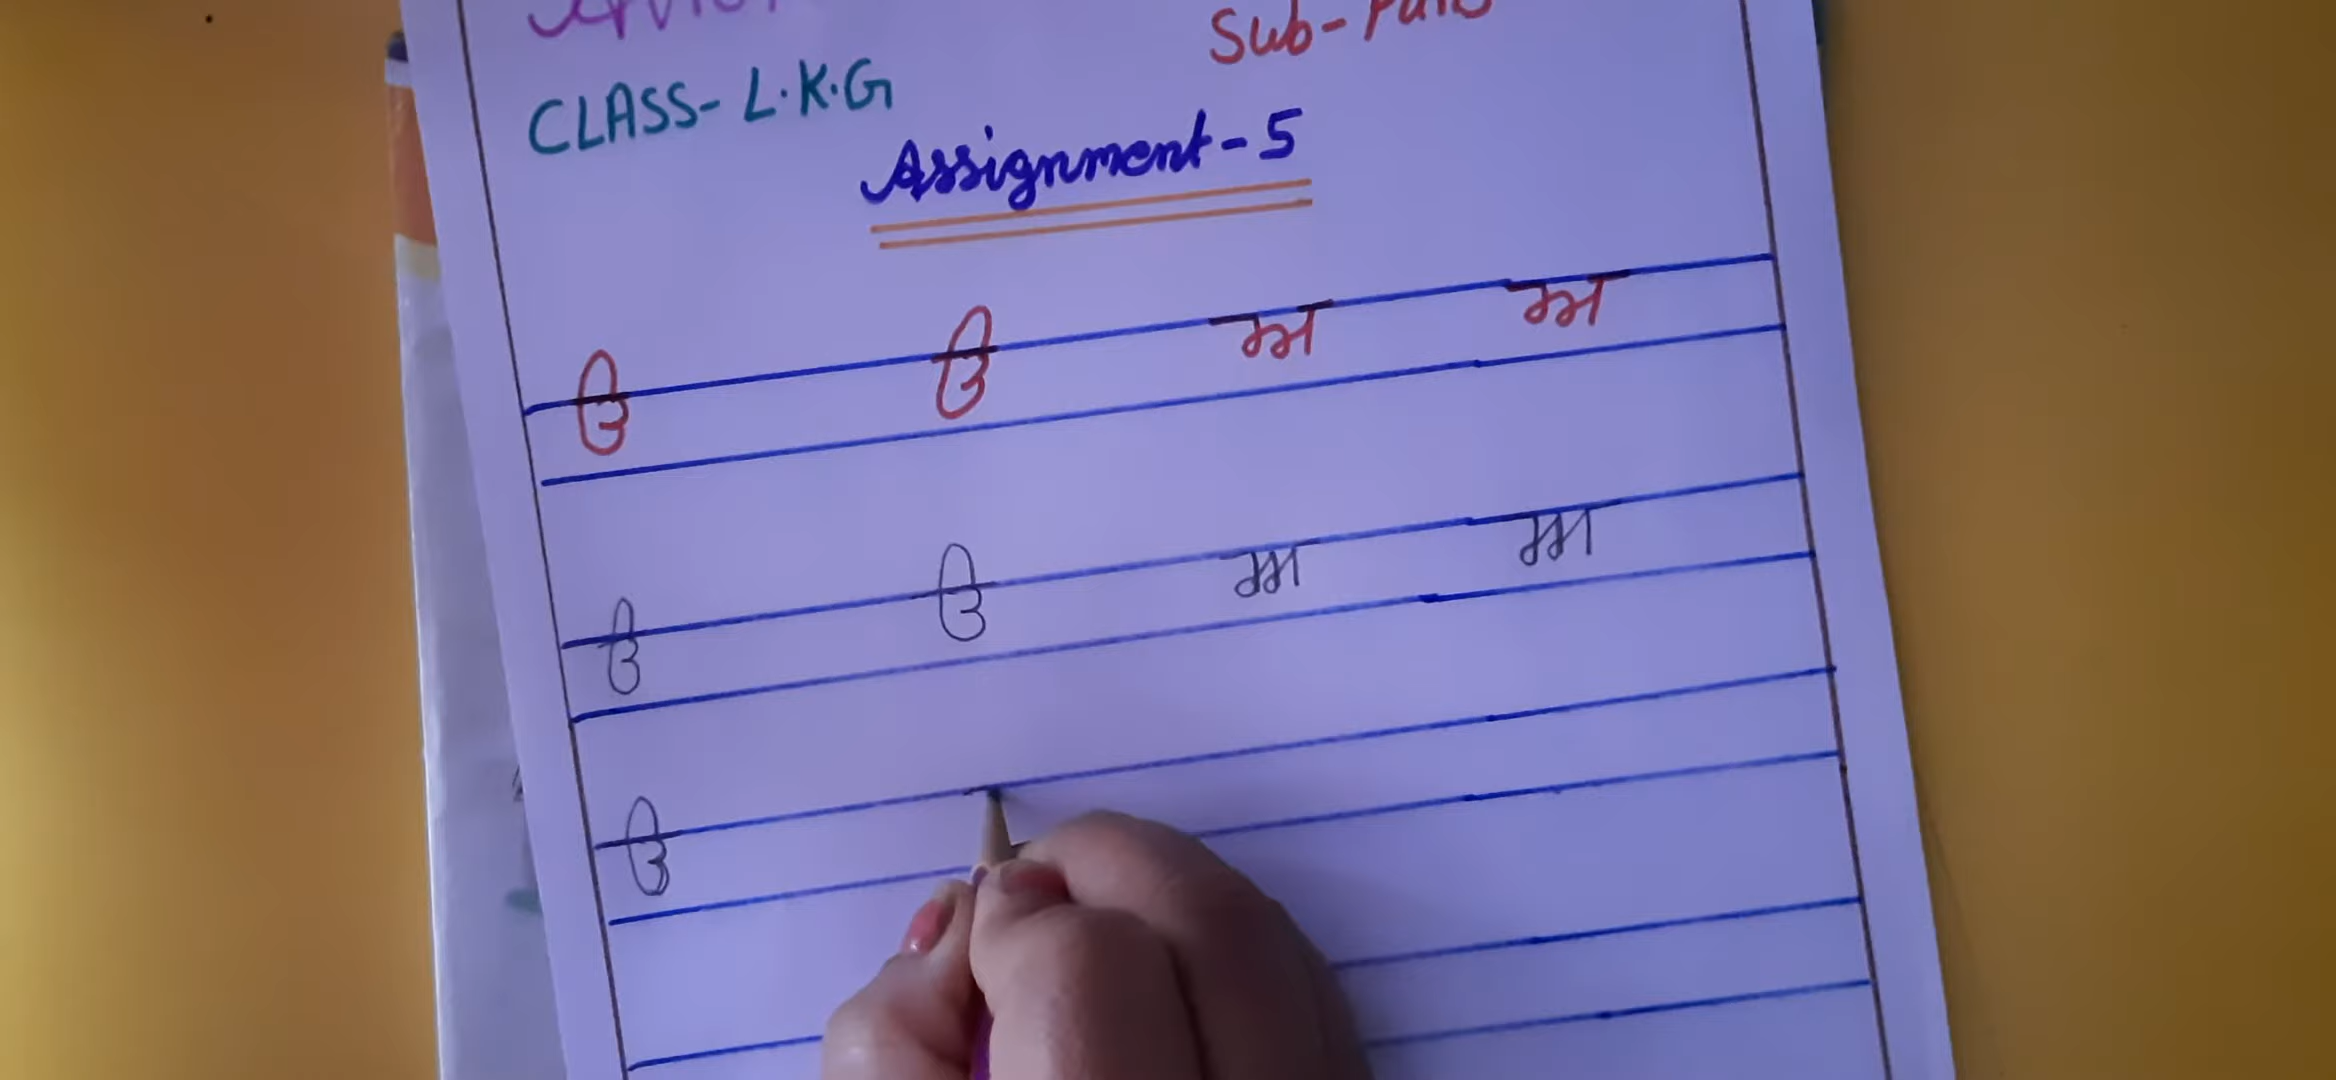 Sub-
CLASS- L.K.G
Assignment-5
ੳ ੳ ਅ ਅ
ੳ ੳ ਅ ਅ
ੳ